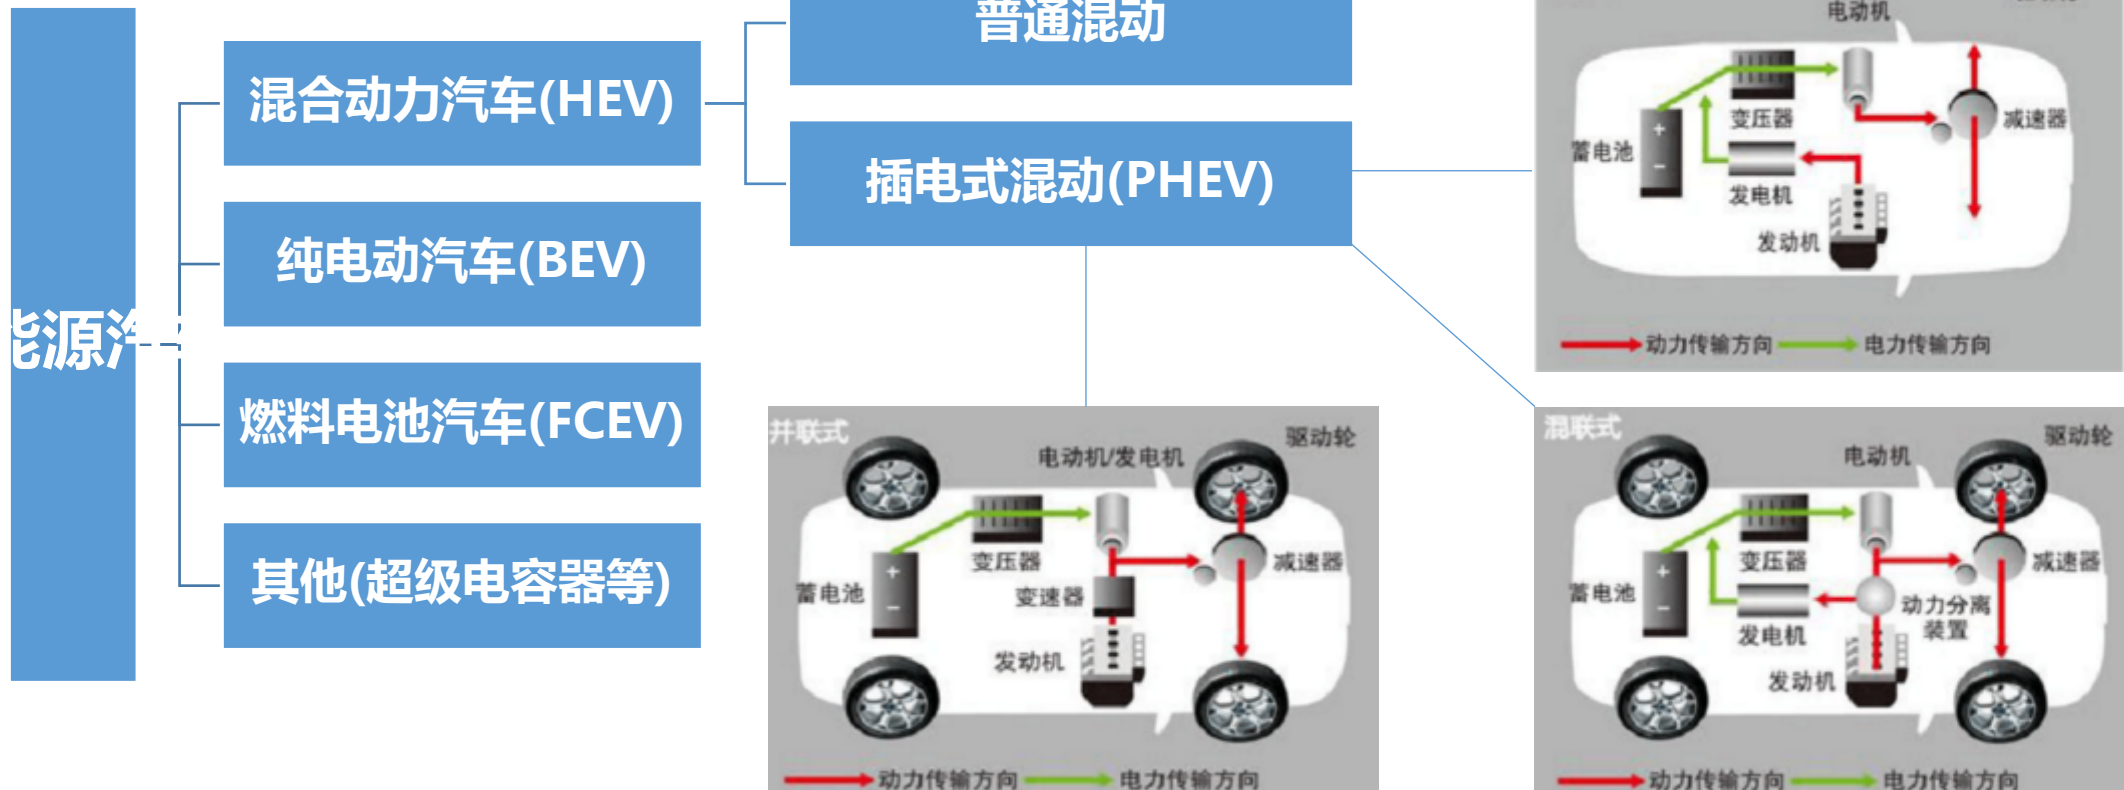 能源汽
混合动力汽车(HEV)
纯电动汽车(BEV)
燃料电池汽车(FCEV)
其他(超级电容器等)
普通混动
插电式混动(PHEV)
电动机
变压器
减速器
蓄电池
发电机
发动机
动力传输方向
电力传输方向
并联式
驱动轮
电动机/发电机
变压器
减速器
蓄电池
变速器
发动机
动力传输方向
电力传输方向
混联式
驱动轮
电动机
变压器
减速器
蓄电池
动力分离
装置
发电机
发动机
动力传输方向
电力传输方向